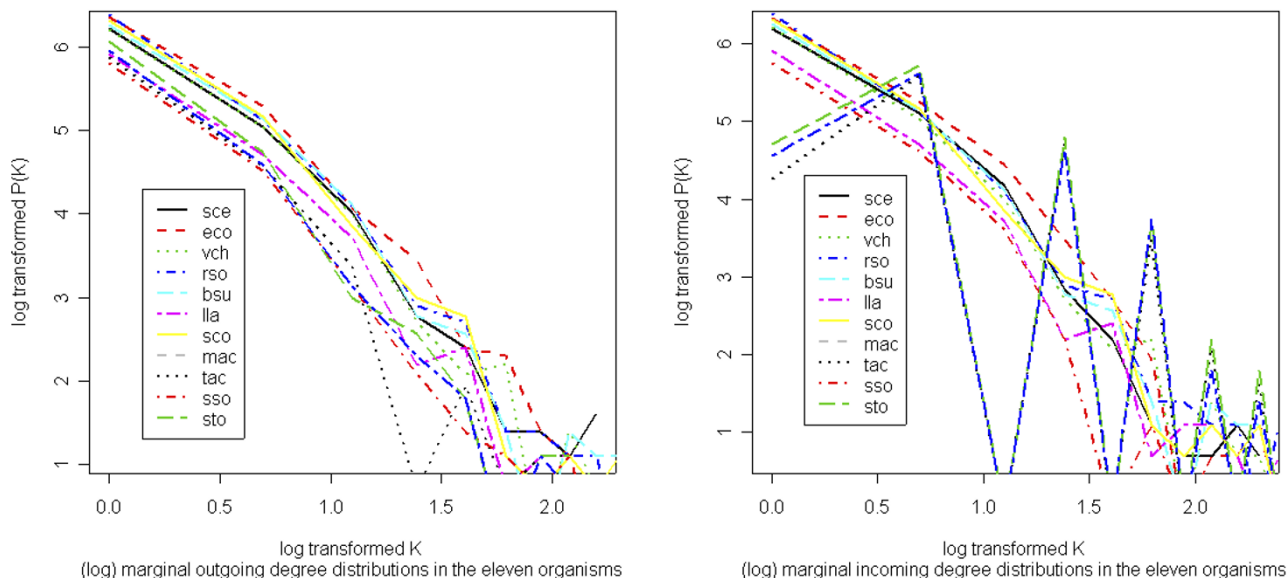 log transformed P(K)
6
5
4
3
2
1
sce
eco
vch
rso
bsu
lla
sco
mac
tac
sso
sto
0.0 0.5 1.0 1.5 2.0
log transformed K
(log) marginal outgoing degree distributions in the eleven organisms
log transformed P(K)
6
5
4
3
2
1
sce
eco
vch
rso
bsu
lla
sco
mac
tac
sso
sto
0.0 0.5 1.0 1.5 2.0
log transformed K
(log) marginal incoming degree distributions in the eleven organisms